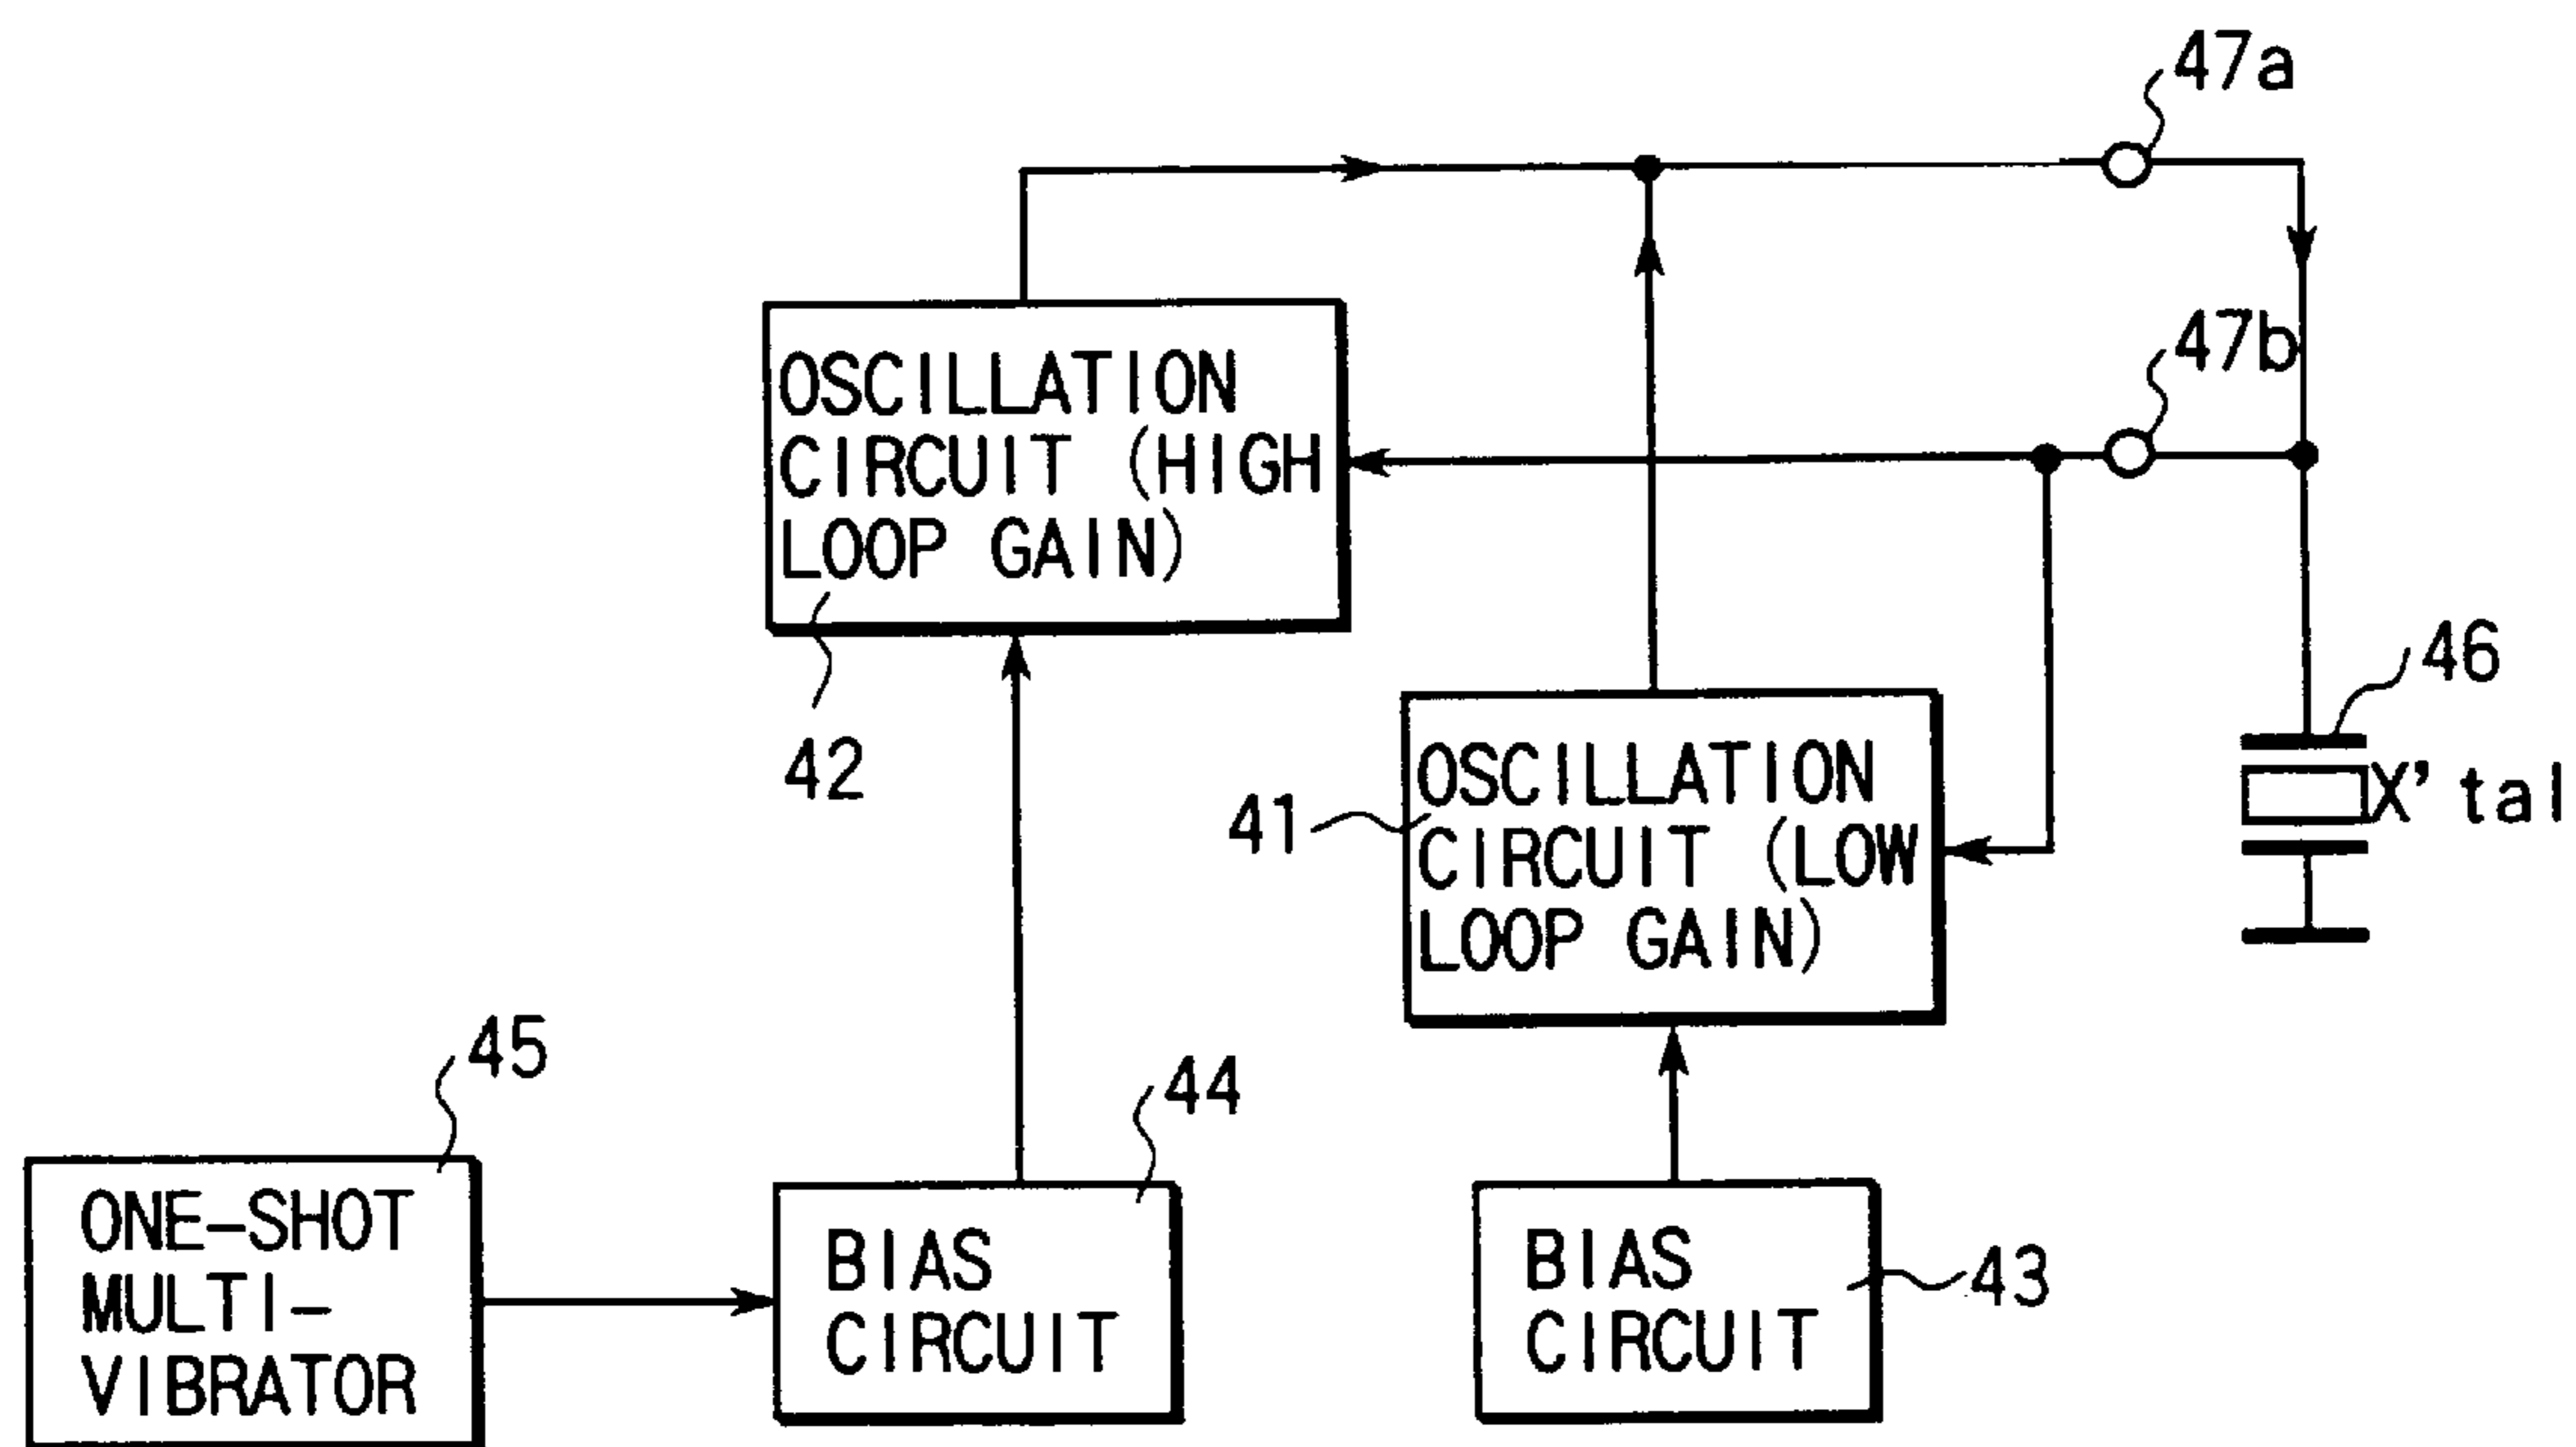 47a
47b
OSCILLATION
CIRCUIT (HIGH
LOOP GAIN)
42
46
X'tal
41
OSCILLATION
CIRCUIT (LOW
LOOP GAIN)
45
ONE-SHOT
MULTI-
VIBRATOR
44
BIAS
CIRCUIT
BIAS
CIRCUIT
43